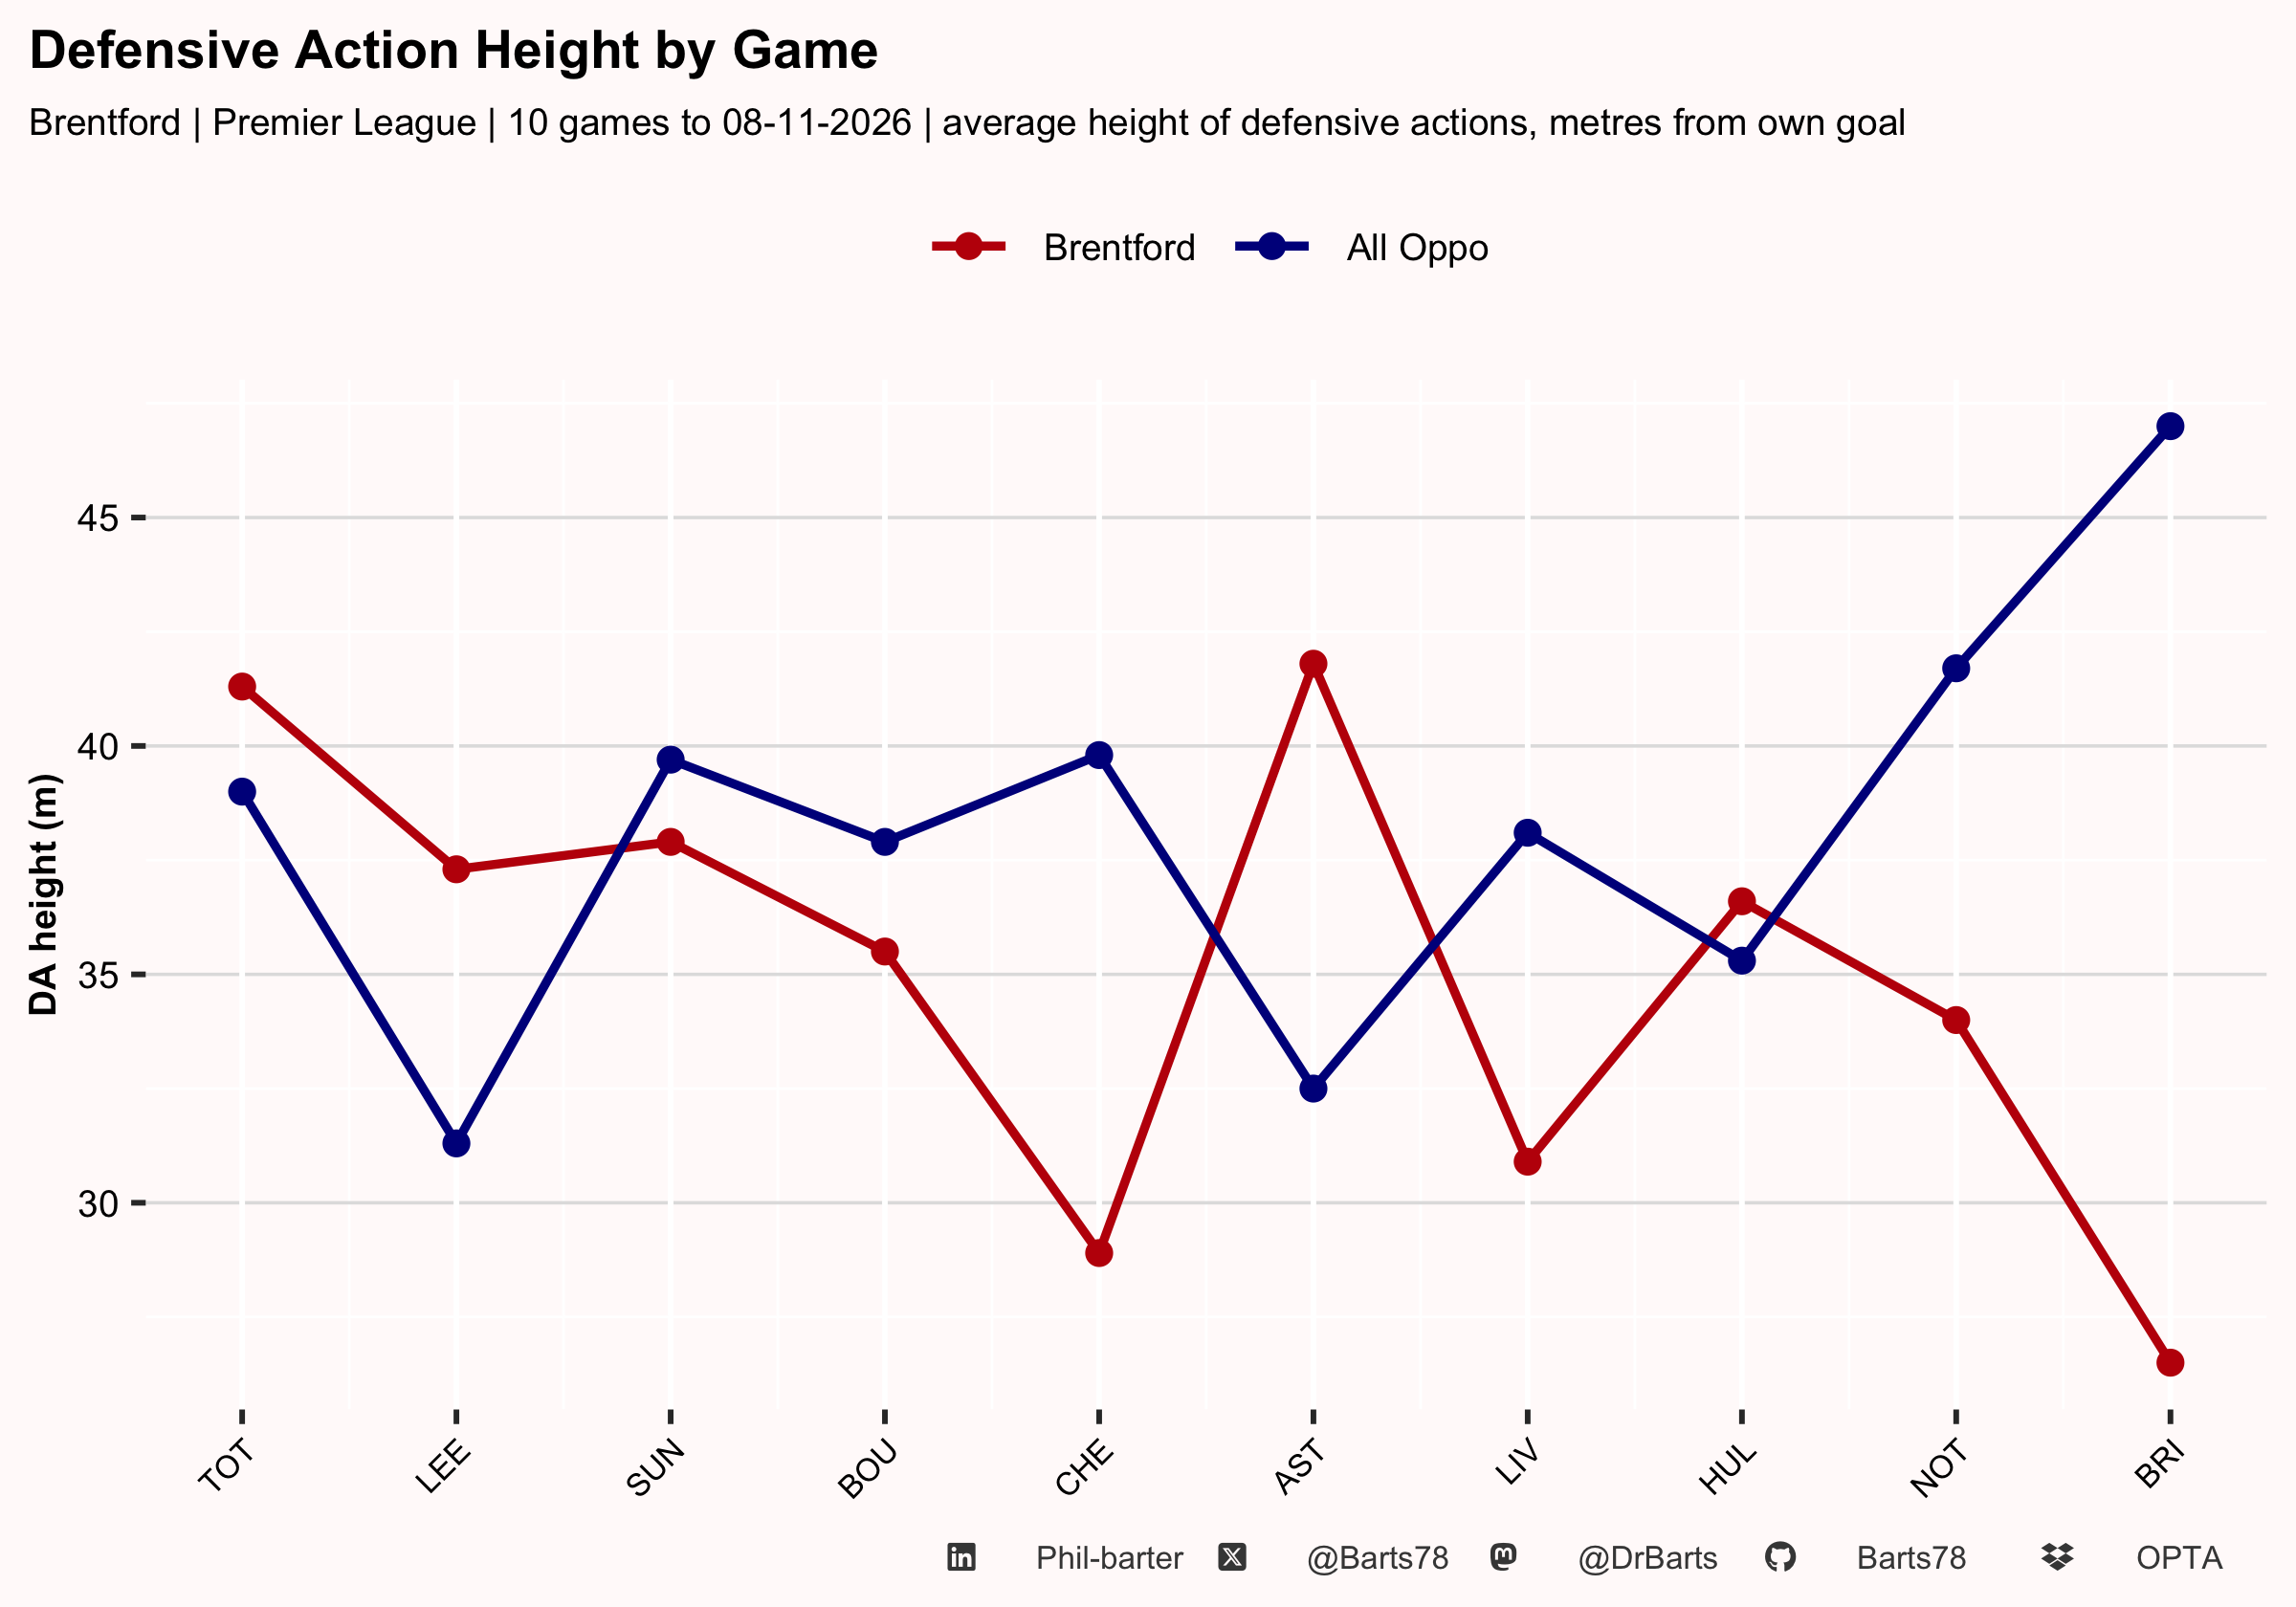 Defensive Action Height by Game
Brentford | Premier League | 10 games to 08-11-2026 | average height of defensive actions, metres from own goal
Brentford All Oppo
DA height (m)
45
40
35
30
TOT LEE SUN BOU CHE AST LIV HUL NOT BRI
Phil-barter @Barts78 @DrBarts Barts78 OPTA